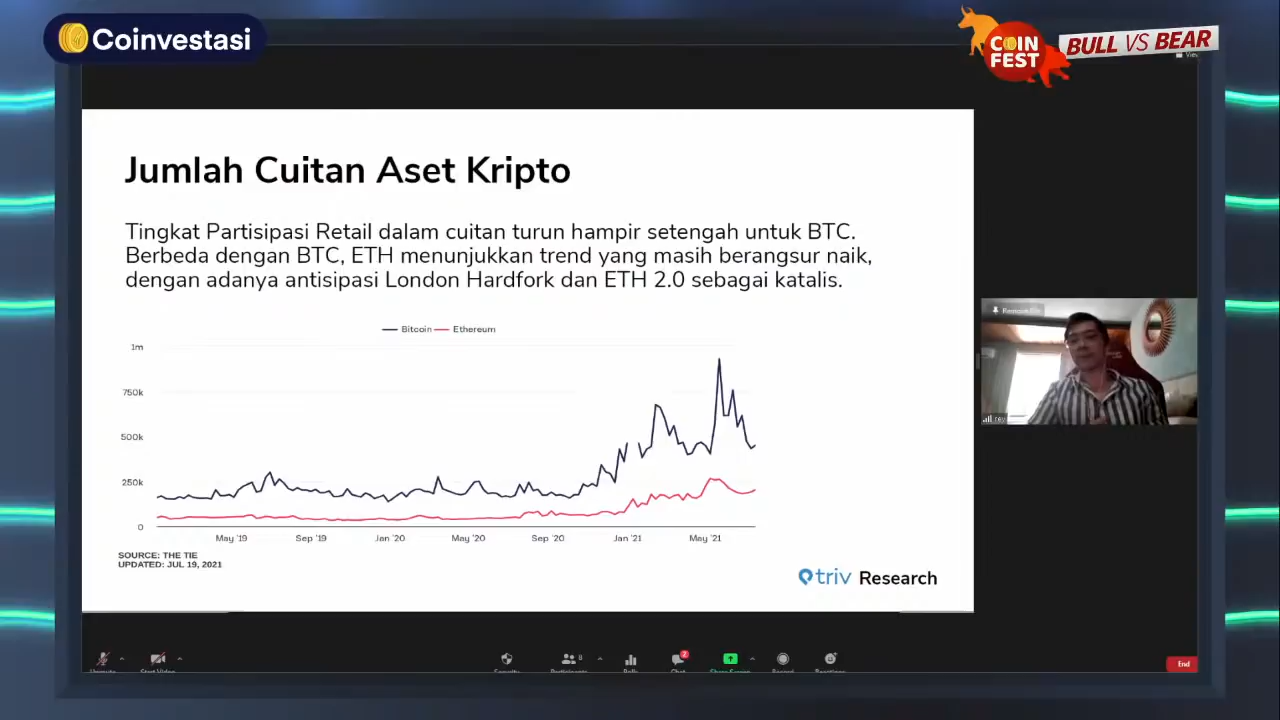 Coinvestasi
COIN
FEST
BULL VS BEAR
Jumlah Cuitan Aset Kripto
Tingkat Partisipasi Retail dalam cuitan turun hampir setengah untuk BTC.
Berbeda dengan BTC, ETH menunjukkan trend yang masih berangsur naik,
dengan adanya antisipasi London Hardfork dan ETH 2.0 sebagai katalis.
Bitcoin Ethereum
1m
750k
500k
250k
0
May '19 Sep '19 Jan '20 May '20 Sep '20 Jan '21 May '21
SOURCE: THE TIE
UPDATED: JUL 19, 2021
triv Research
8
2
End